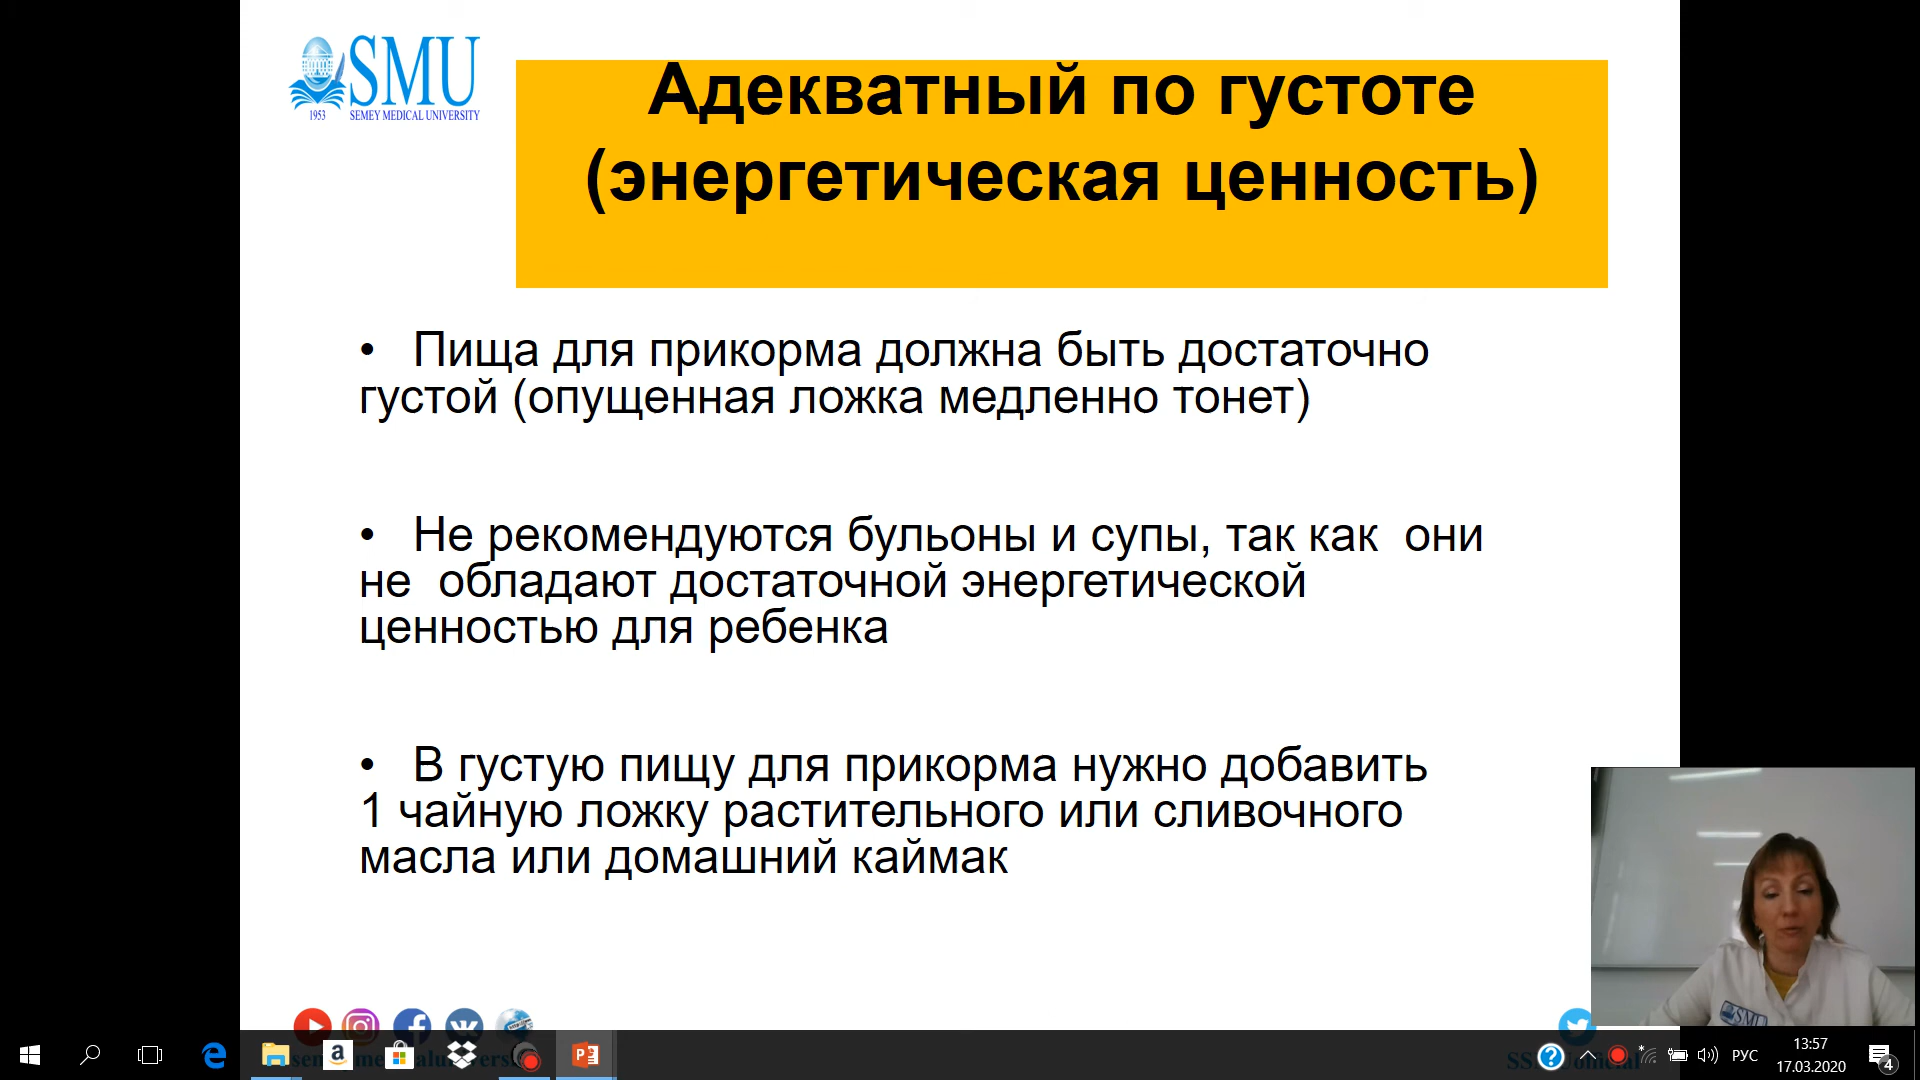 SMU
1953 SEMEY MEDICAL UNIVERSITY
Адекватный по густоте
(энергетическая ценность)
• Пища для прикорма должна быть достаточно
густой (опущенная ложка медленно тонет)
• Не рекомендуются бульоны и супы, так как они
не обладают достаточной энергетической
ценностью для ребенка
• В густую пищу для прикорма нужно добавить
1 чайную ложку растительного или сливочного
масла или домашний каймак
SMU
РУС
13:57
17.03.2020
4